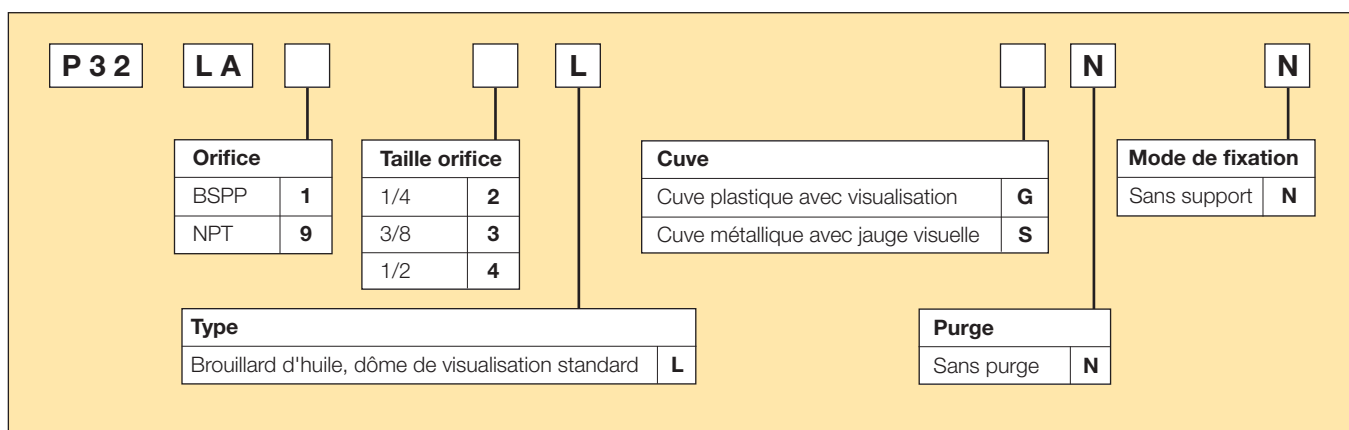 P32 LA L N N
Orifice
BSPP 1
NPT 9
Taille orifice
1/4 2
3/8 3
1/2 4
Cuve
Cuve plastique avec visualisation G
Cuve métallique avec jauge visuelle S
Mode de fixation
Sans support N
Type
Brouillard d'huile, dôme de visualisation standard L
Purge
Sans purge N